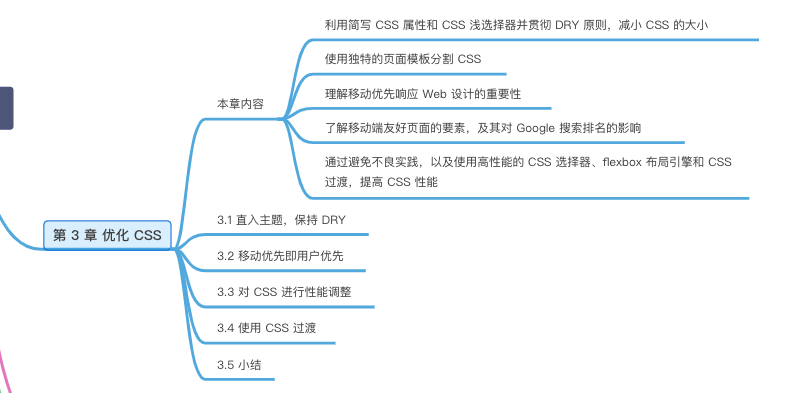 利用简写 CSS 属性和 CSS 浅选择器并贯彻 DRY 原则，减小 CSS 的大小
使用独特的页面模板分割 CSS
本章内容
理解移动优先响应 Web 设计的重要性
了解移动端友好页面的要素，及其对 Google 搜索排名的影响
通过避免不良实践，以及使用高性能的 CSS 选择器、flexbox 布局引擎和 CSS
过渡，提高 CSS 性能
第 3 章 优化 CSS
3.1 直入主题，保持 DRY
3.2 移动优先即用户优先
3.3 对 CSS 进行性能调整
3.4 使用 CSS 过渡
3.5 小结